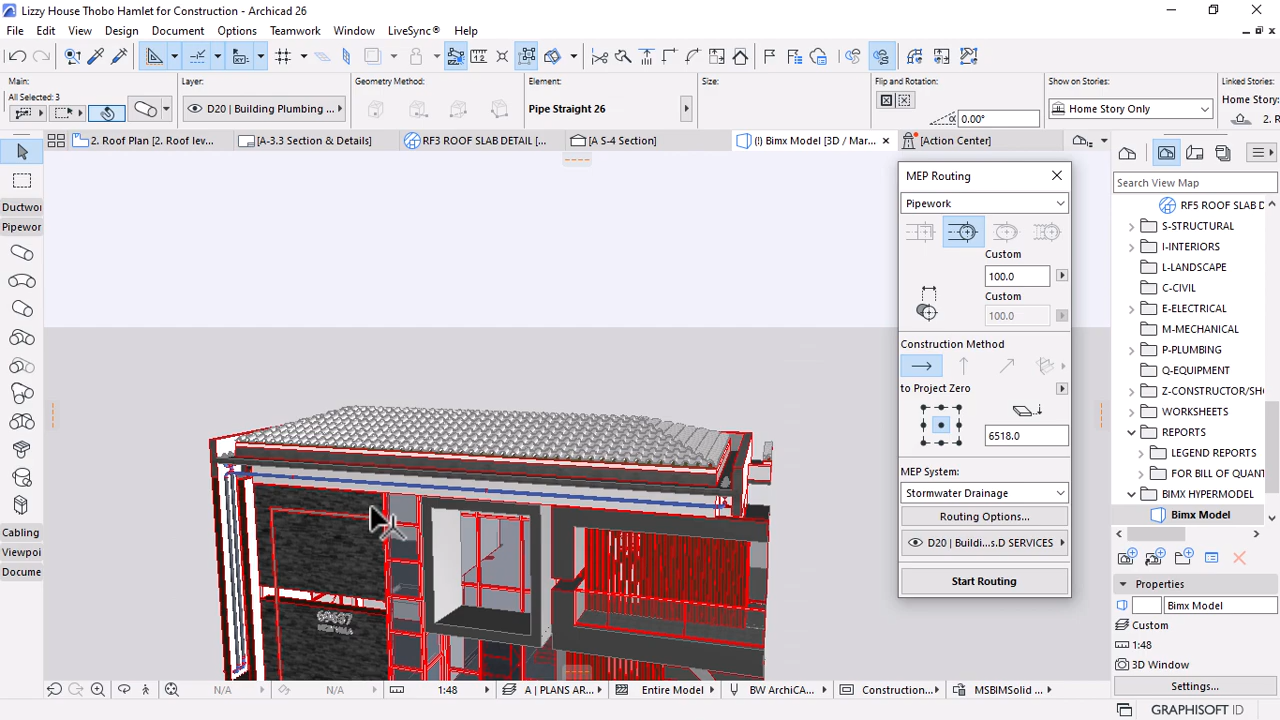 Lizzy House Thobo Hamlet for Construction - Archicad 26
File Edit View Design Document Options Teamwork Window LiveSync® Help
Main:
All Selected: 3
Layer:
D20 | Building Plumbing ...
Geometry Method:
Element:
Pipe Straight 26
Size:
Flip and Rotation:
0.00°
Show on Stories:
Home Story Only
Linked Stories:
Home Story:
2. R
2. Roof Plan [2. Roof lev...
[A-3.3 Section & Details]
RF3 ROOF SLAB DETAIL [...
[A S-4 Section]
(!) Bimx Model [3D / Mar...
[Action Center]
Ductwo
Pipewor
Cabling
Viewpoi
Docume
MEP Routing
Pipework
Custom
100.0
Custom
100.0
Construction Method
to Project Zero
6518.0
MEP System:
Stormwater Drainage
Routing Options...
D20 | Buildi...s.D SERVICES
Start Routing
Search View Map
RF5 ROOF SLAB D
S-STRUCTURAL
I-INTERIORS
L-LANDSCAPE
C-CIVIL
E-ELECTRICAL
M-MECHANICAL
P-PLUMBING
Q-EQUIPMENT
Z-CONSTRUCTOR/SH
WORKSHEETS
REPORTS
LEGEND REPORTS
FOR BILL OF QUANT
BIMX HYPERMODEL
Bimx Model
Properties
Bimx Model
Custom
1:48
3D Window
Settings...
N/A
N/A
1:48
A | PLANS AR...
Entire Model
BW ArchiCA...
Construction...
MSBIMSolid ...
GRAPHISOFT ID